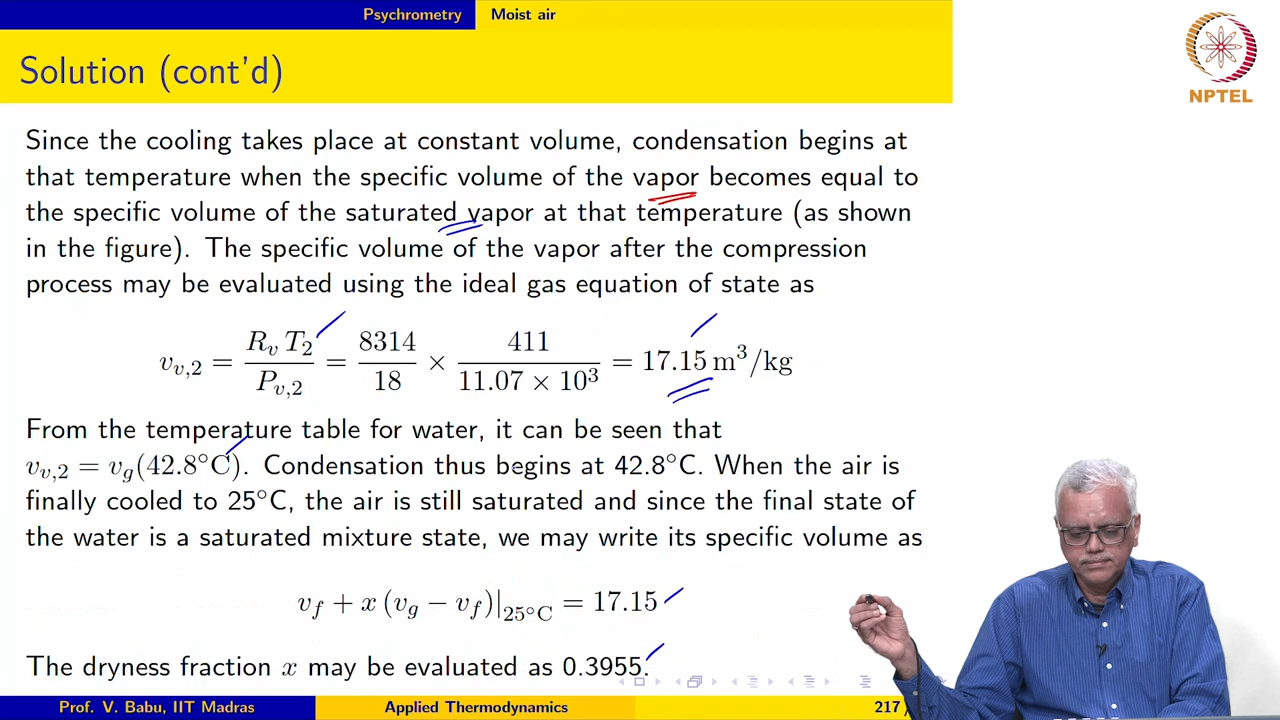 Psychrometry Moist air
Solution (cont'd)
NPTEL
Since the cooling takes place at constant volume, condensation begins at
that temperature when the specific volume of the vapor becomes equal to
the specific volume of the saturated vapor at that temperature (as shown
in the figure). The specific volume of the vapor after the compression
process may be evaluated using the ideal gas equation of state as
v_{v,2} = \frac{R_v T_2}{P_{v,2}} = \frac{8314}{18} × \frac{411}{11.07 × 10^3} = 17.15 m^3/kg
From the temperature table for water, it can be seen that
v_{v,2} = v_g(42.8°C). Condensation thus begins at 42.8°C. When the air is
finally cooled to 25°C, the air is still saturated and since the final state of
the water is a saturated mixture state, we may write its specific volume as
v_f + x (v_g − v_f)|_{25°C} = 17.15
The dryness fraction x may be evaluated as 0.3955.
Prof. V. Babu, IIT Madras Applied Thermodynamics 217/